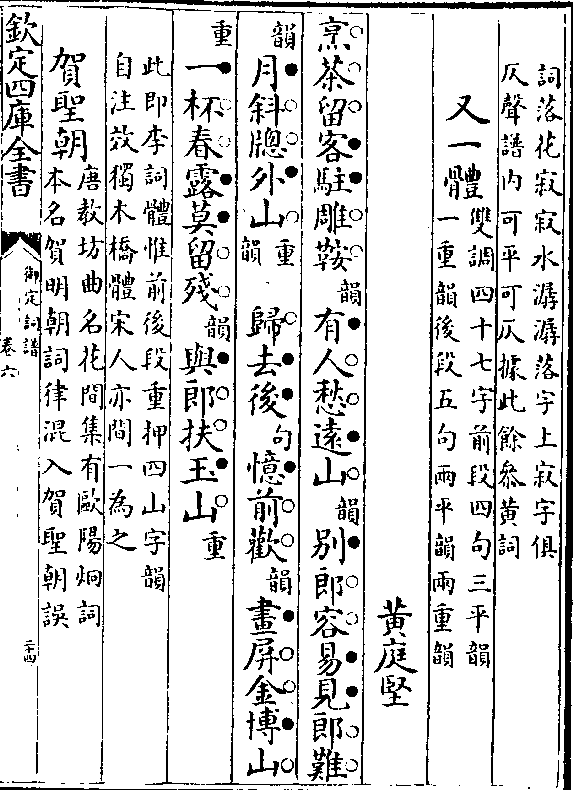 詞落花寂寂水潺潺落字上寂字俱
仄聲譜内可平可仄據此餘參黄詞
又一體雙調四十七字前段四句三平韻
一重韻後段五句兩平韻兩重韻
黄庭堅
烹茶留客駐雕鞍韻有人愁遠山韻别郎容易見郎難
韻月斜牕外山重韻歸去後句憶前歡韻畫屏金博山
重一杯春露莫留殘韻與郎扶玉山重
此即李詞體惟前後段重押四山字韻
自注效獨木橋體宋人亦間一為之
賀聖朝唐教坊曲名花間集有歐陽炯詞
本名賀明朝詞律混入賀聖朝誤
欽定四庫全書
御定詞譜
卷六
二十四